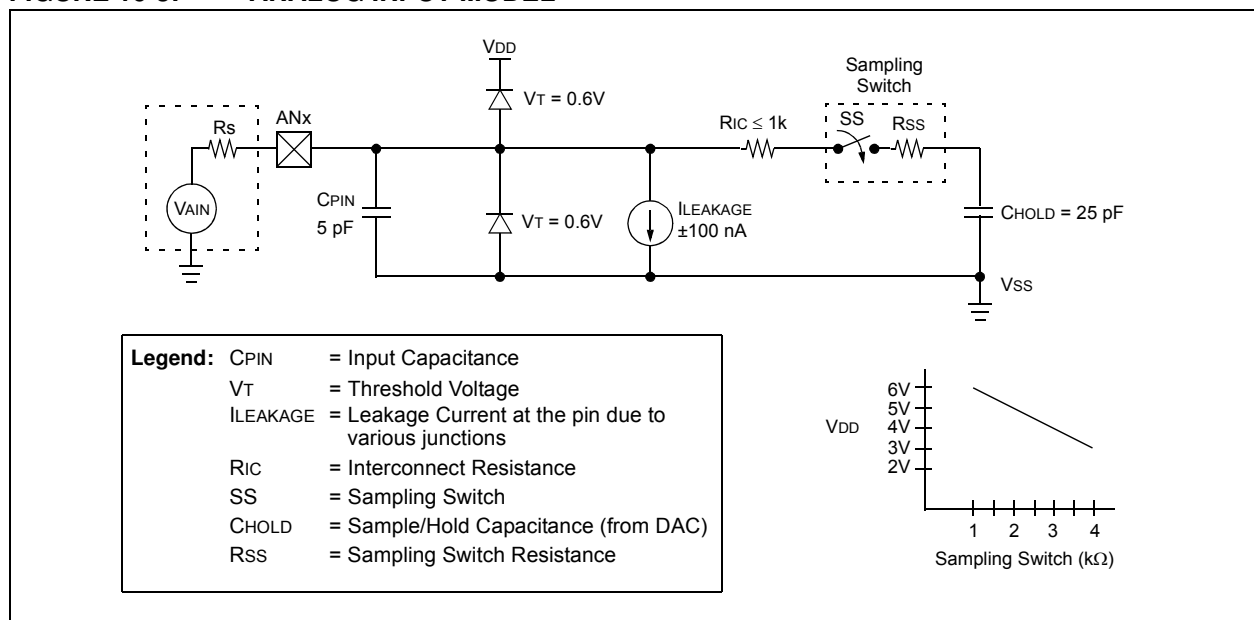 VDD
Sampling
Switch
VT = 0.6V
ANx
Rs
RIC ≤ 1k
SS
RSS
VAIN
CPIN
5 pF
VT = 0.6V
ILEAKAGE
±100 nA
CHOLD = 25 pF
VSS
Legend: CPIN = Input Capacitance
VT = Threshold Voltage
ILEAKAGE = Leakage Current at the pin due to
various junctions
RIC = Interconnect Resistance
SS = Sampling Switch
CHOLD = Sample/Hold Capacitance (from DAC)
RSS = Sampling Switch Resistance
6V
5V
VDD 4V
3V
2V
1 2 3 4
Sampling Switch (kΩ)